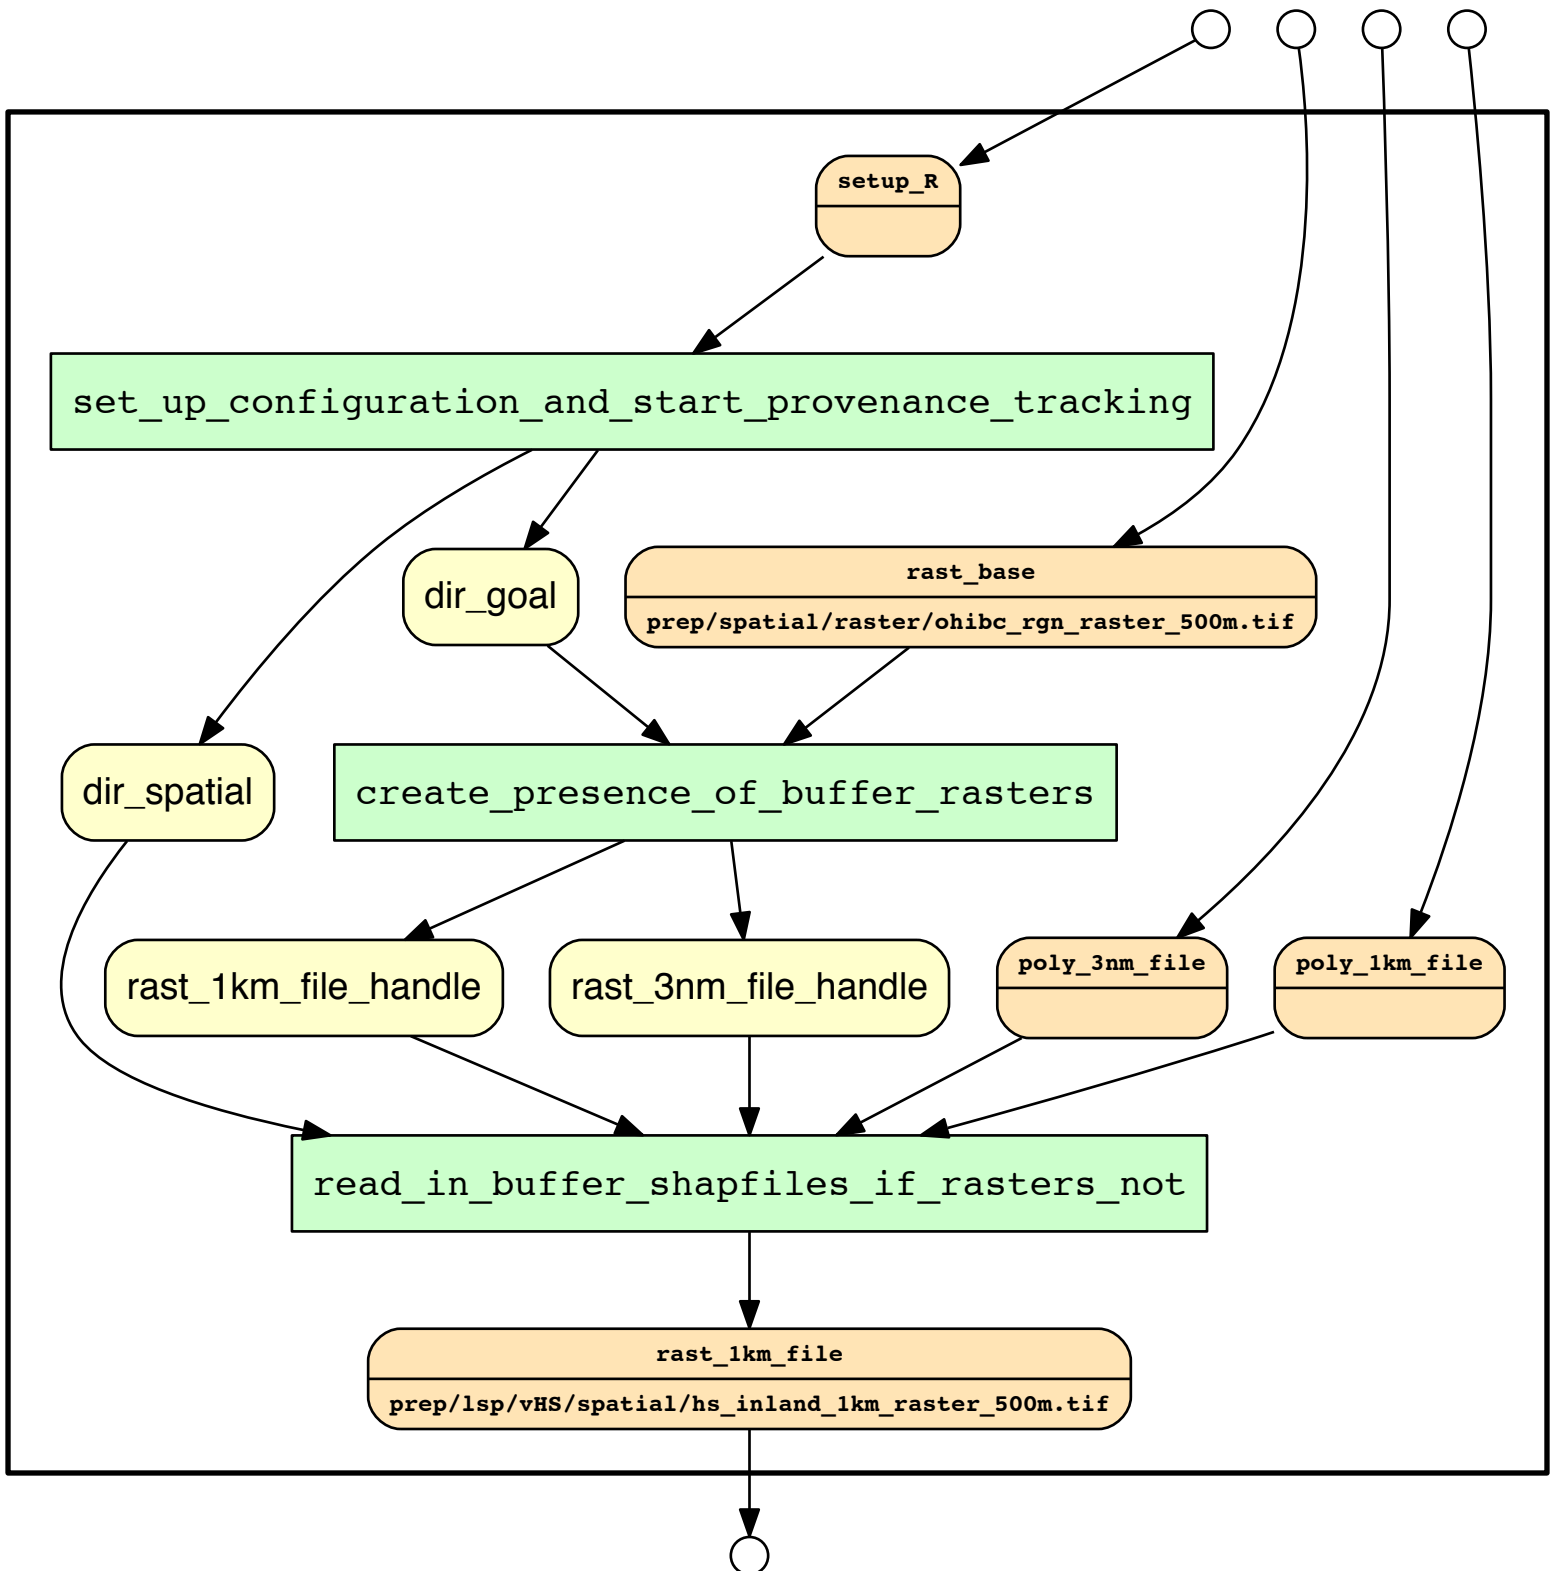 setup_R
set_up_configuration_and_start_provenance_tracking
dir_goal
rast_base
prep/spatial/raster/ohibc_rgn_raster_500m.tif
dir_spatial
create_presence_of_buffer_rasters
rast_1km_file_handle
rast_3nm_file_handle
poly_3nm_file
poly_1km_file
read_in_buffer_shapfiles_if_rasters_not
rast_1km_file
prep/lsp/vHS/spatial/hs_inland_1km_raster_500m.tif